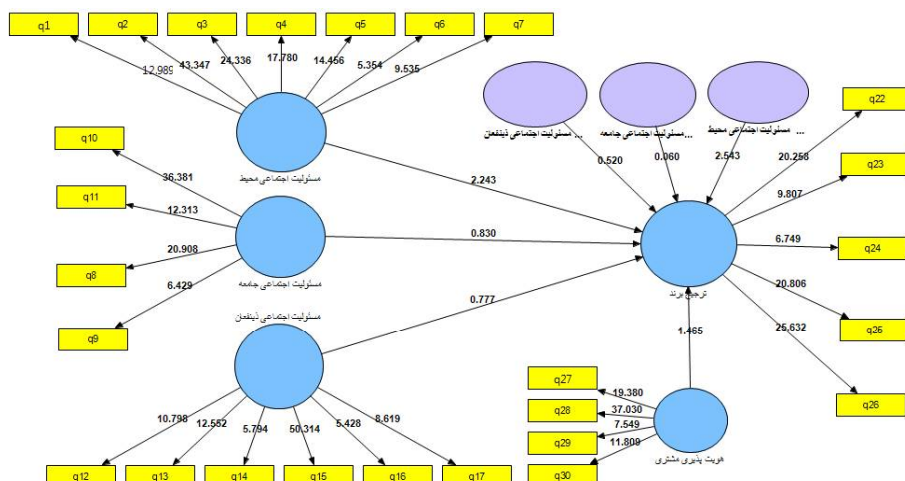 q1
q2
q3
q4
q5
q6
q7
12.989
43.347
24.336
17.780
14.456
5.354
9.535
مسئولیت اجتماعی محیط
q10
q11
q8
q9
36.381
12.313
20.908
6.429
مسئولیت اجتماعی جامعه
مسئولیت اجتماعی ذینفعان
10.798
12.552
5.794
50.314
5.428
8.619
q12
q13
q14
q15
q16
q17
مسئولیت اجتماعی ذینفعان ...
مسئولیت اجتماعی جامعه...
مسئولیت اجتماعی محیط ...
0.520
0.060
2.543
2.243
0.830
0.777
1.465
ترجیح برند
20.258
9.807
6.749
20.806
25.632
q22
q23
q24
q26
q26
q27
q28
q29
q30
19.380
37.030
7.549
11.809
هویت پذیری مشتری